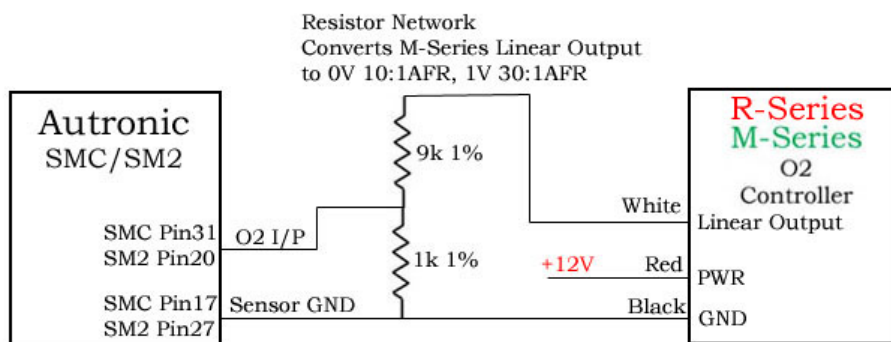 Resistor Network
Converts M-Series Linear Output
to 0V 10:1AFR, 1V 30:1AFR
Autronic
SMC/SM2
R-Series
M-Series
O2
Controller
9k 1%
White
Linear Output
SMC Pin31
SM2 Pin20
O2 I/P
1k 1%
+12V
Red
PWR
SMC Pin17
SM2 Pin27
Sensor GND
Black
GND